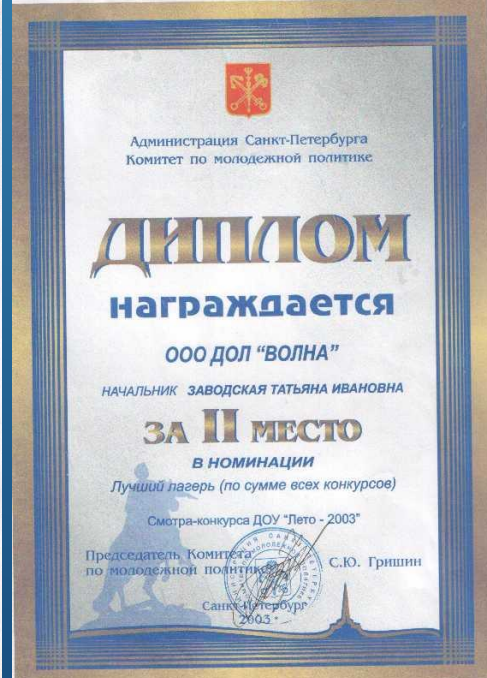 Администрация Санкт-Петербурга
Комитет по молодежной политике
ДИПЛОМ
награждается
ООО ДОЛ "ВОЛНА"
НАЧАЛЬНИК ЗАВОДСКАЯ ТАТЬЯНА ИВАНОВНА
ЗА II МЕСТО
В НОМИНАЦИИ
Лучший лагерь (по сумме всех конкурсов)
Смотра-конкурса ДОУ "Лето - 2003"
Председатель Комитета
по молодежной политике
С.Ю. Гришин
Санкт-Петербург
2003